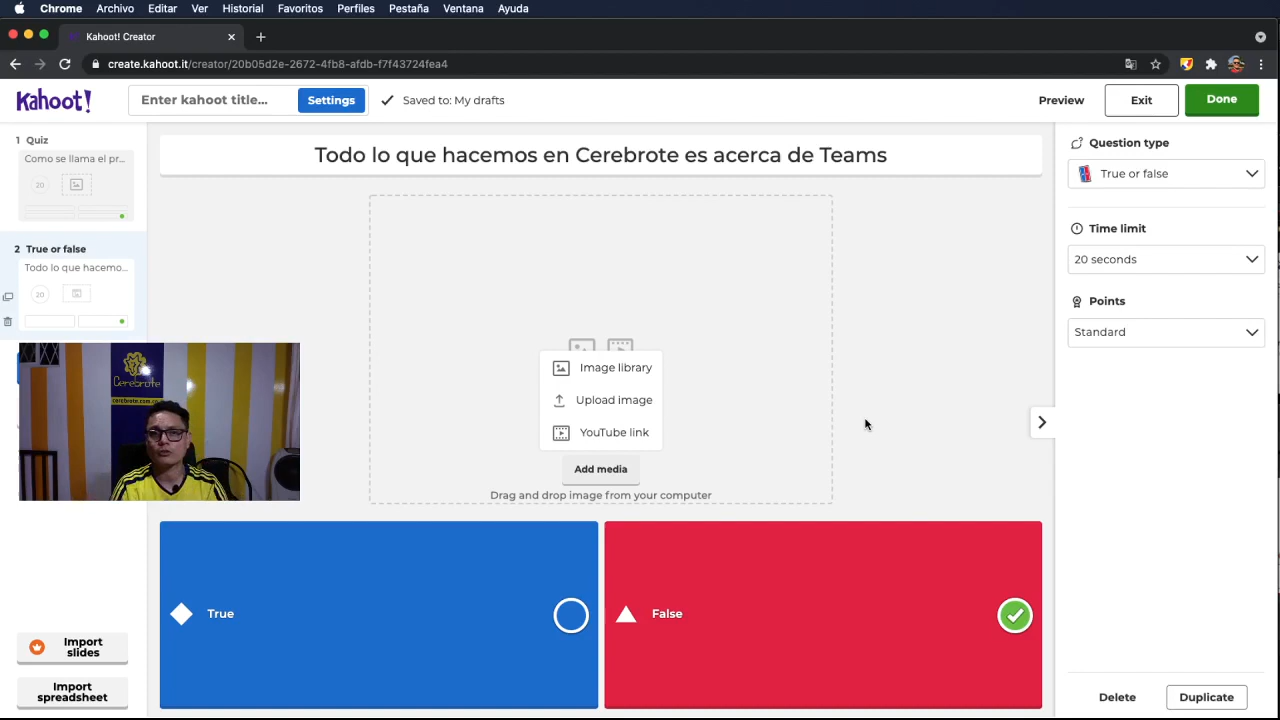 Chrome Archivo Editar Ver Historial Favoritos Perfiles Pestaña Ventana Ayuda
Kahoot! Creator
create.kahoot.it/creator/20b05d2e-2672-4fb8-afdb-f7f43724fea4
Kahoot! Enter kahoot title... Settings Saved to: My drafts Preview Exit Done
1 Quiz
Como se llama el pr...
20
2 True or false
Todo lo que hacemo...
20
Todo lo que hacemos en Cerebrote es acerca de Teams
Image library
Upload image
YouTube link
Add media
Drag and drop image from your computer
Cerebrote
cerebrote.com.co
True
False
Question type
True or false
Time limit
20 seconds
Points
Standard
Import slides
Import spreadsheet
Delete Duplicate